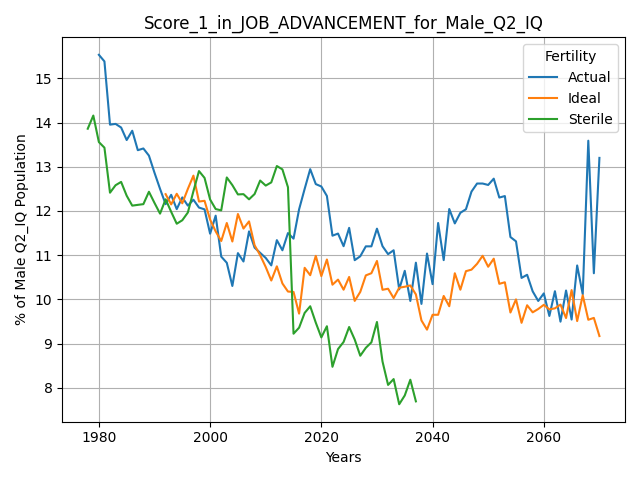 Score_1_in_JOB_ADVANCEMENT_for_Male_Q2_IQ
Fertility
Actual
Ideal
Sterile
% of Male Q2_IQ Population
15
14
13
12
11
10
9
8
1980
2000
2020
2040
2060
Years